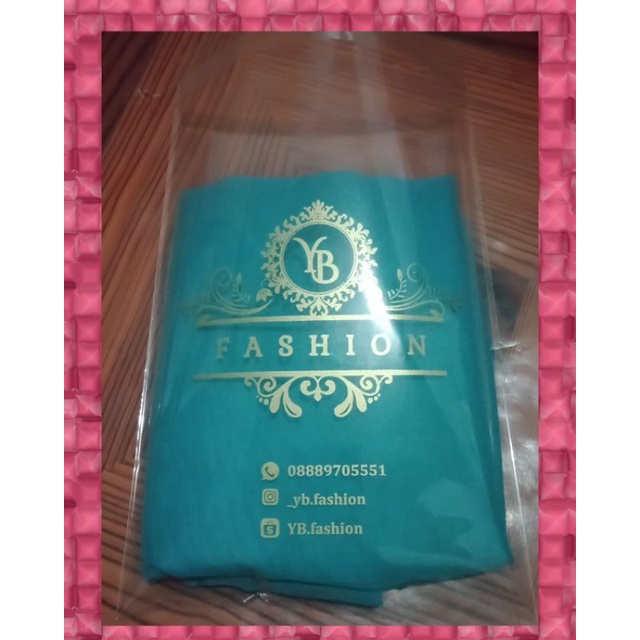 YB
FASHION
08889705551
_yb.fashion
YB.fashion